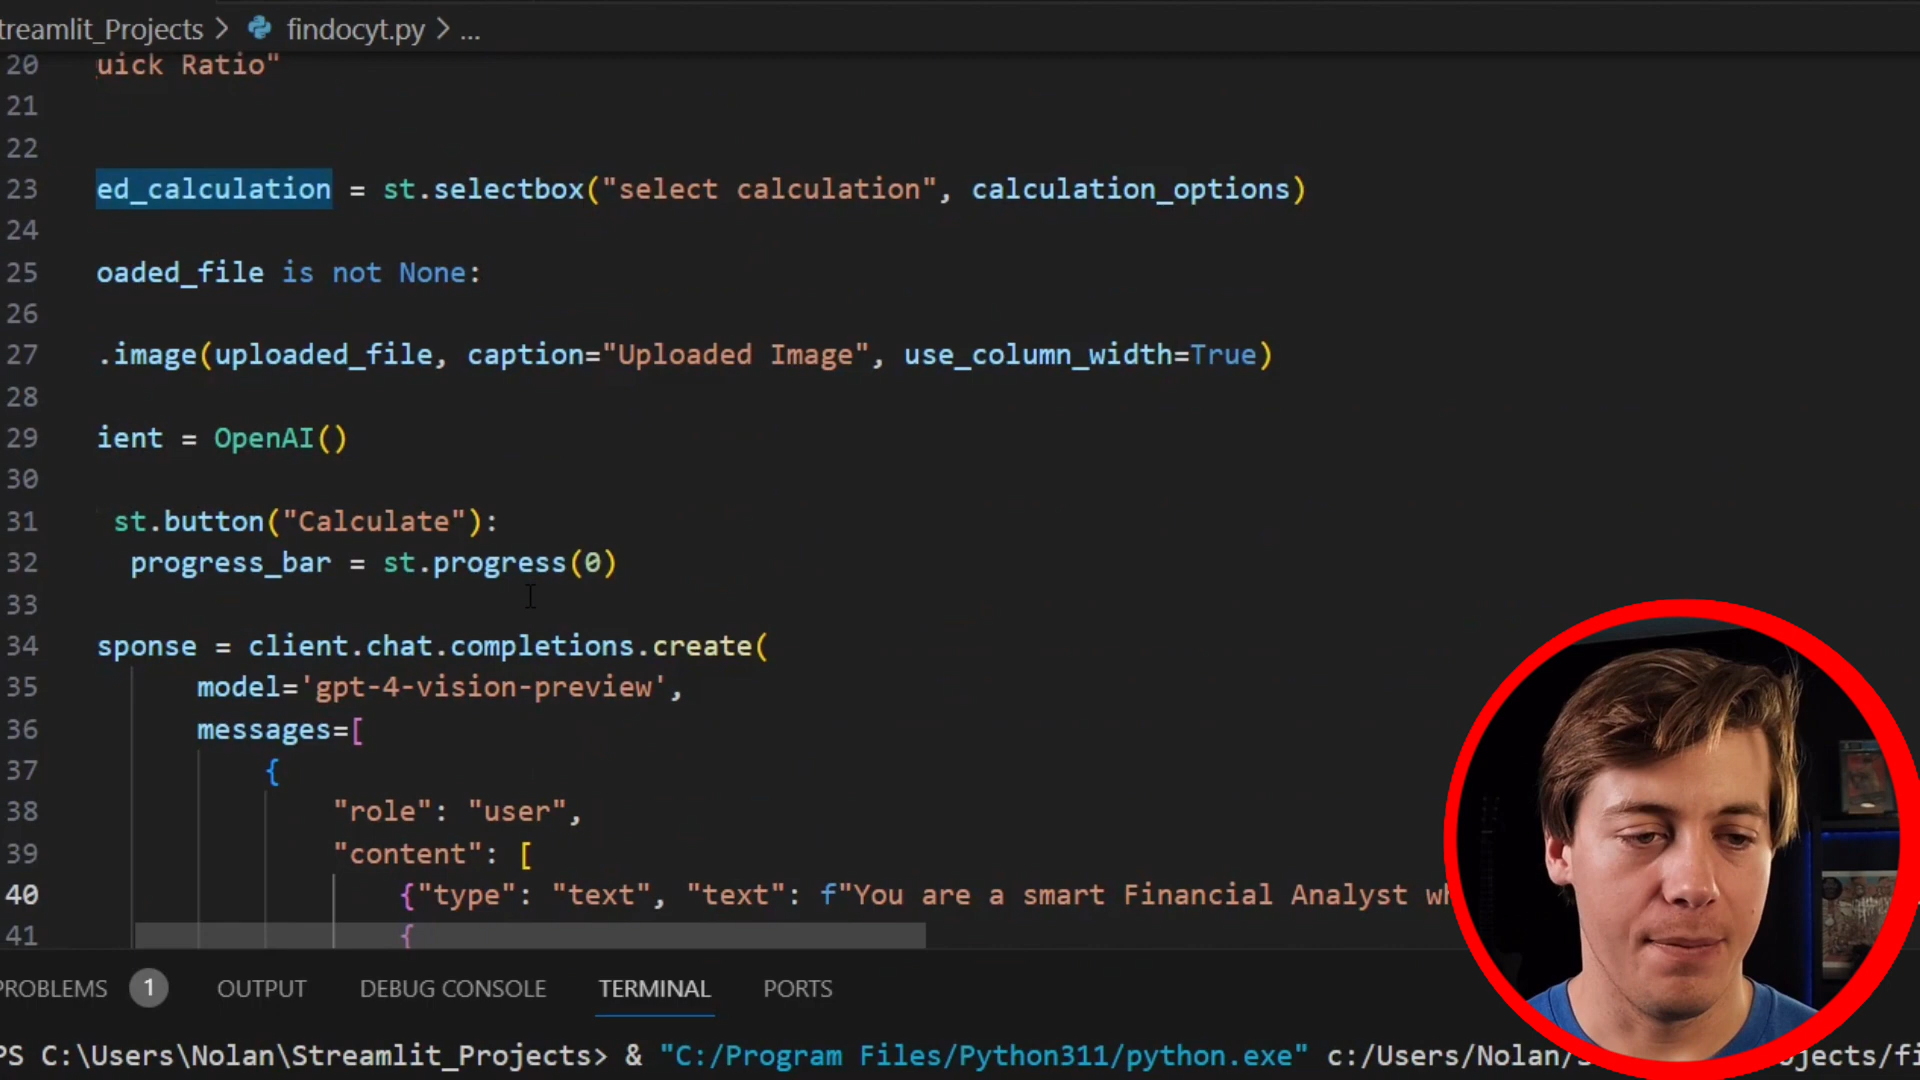 treamlit_Projects > findocyt.py > ...
20 uick Ratio"
21
22
23 ed_calculation = st.selectbox("select calculation", calculation_options)
24
25 oaded_file is not None:
26
27 .image(uploaded_file, caption="Uploaded Image", use_column_width=True)
28
29 ient = OpenAI()
30
31 st.button("Calculate"):
32 progress_bar = st.progress(0)
33
34 sponse = client.chat.completions.create(
35 model='gpt-4-vision-preview',
36 messages=[
37 {
38 "role": "user",
39 "content": [
40 {"type": "text", "text": f"You are a smart Financial Analyst wh
41 {
PROBLEMS 1 OUTPUT DEBUG CONSOLE TERMINAL PORTS
PS C:\Users\Nolan\Streamlit_Projects> & "C:/Program Files/Python311/python.exe" c:/Users/Nolan/S ojects/fi